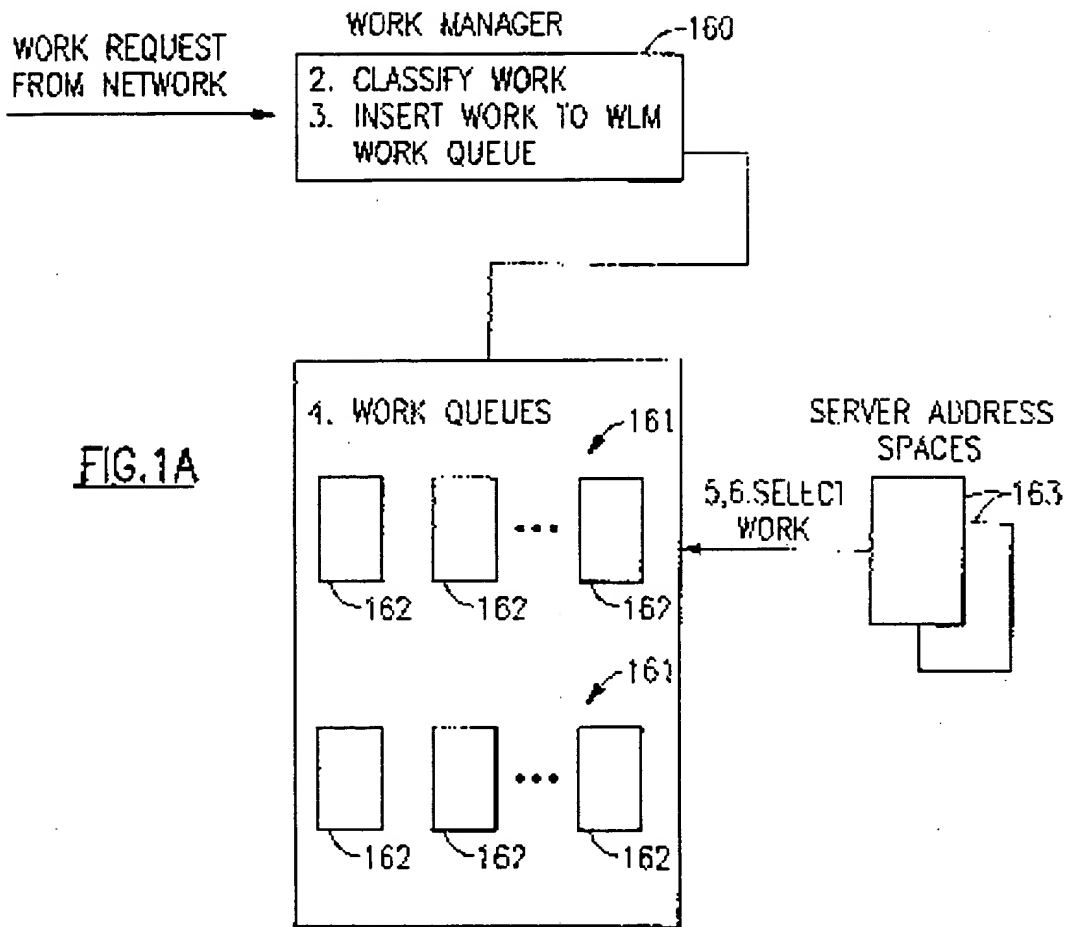 WORK MANAGER
160
WORK REQUEST
FROM NETWORK
2. CLASSIFY WORK
3. INSERT WORK TO WLM
WORK QUEUE
4. WORK QUEUES
161
SERVER ADDRESS
SPACES
FIG.1A
5,6.SELECT
WORK
163
162
162
162
161
162
162
162